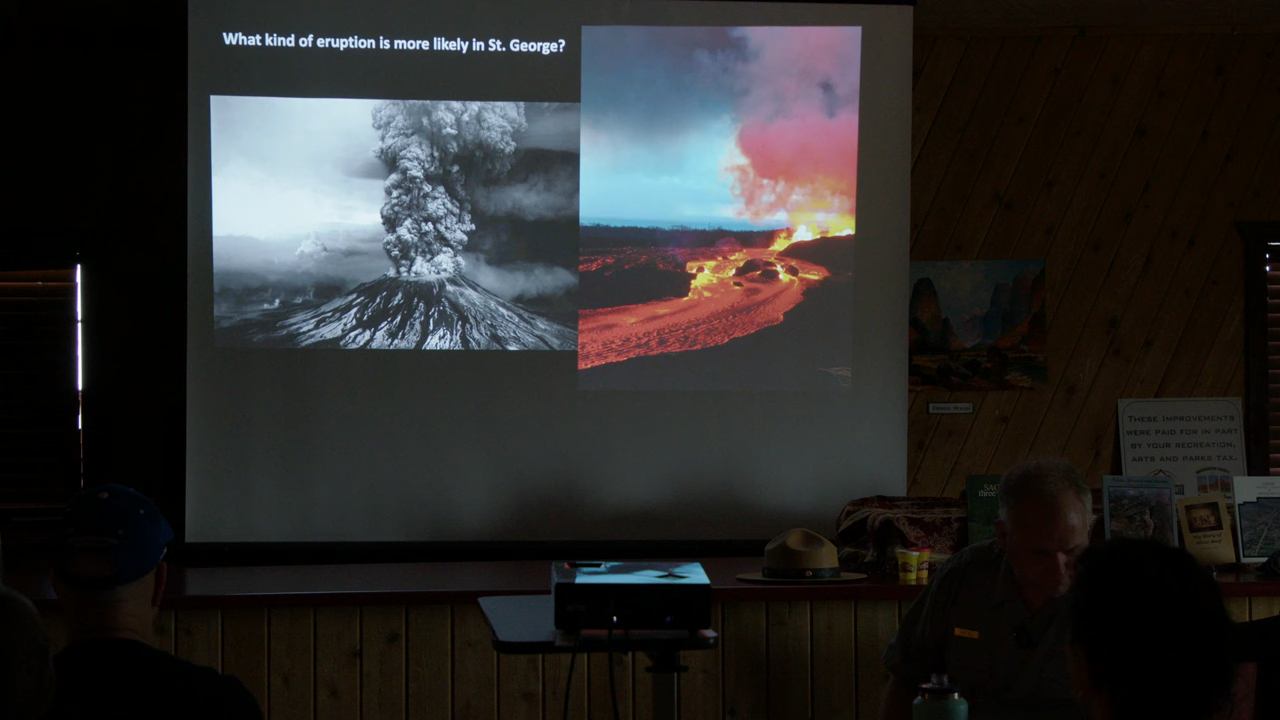 What kind of eruption is more likely in St. George?
THESE IMPROVEMENTS
WERE PAID FOR IN PART
BY YOUR RECREATION,
ARTS AND PARKS TAX.